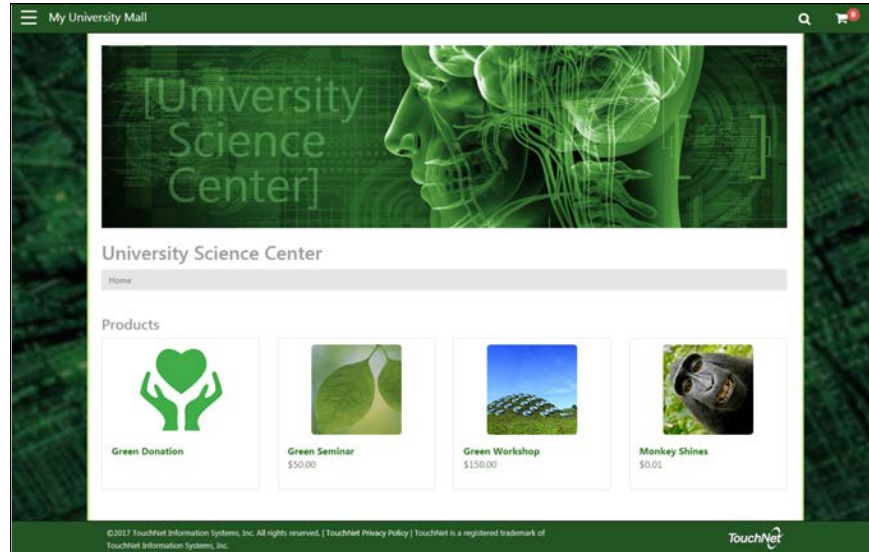 My University Mall
0
[University
Science
Center]
University Science Center
Home
Products
Green Donation
Green Seminar
$50.00
Green Workshop
$150.00
Monkey Shines
$0.01
©2017 TouchNet Information Systems, Inc. All rights reserved. | TouchNet Privacy Policy | TouchNet is a registered trademark of
TouchNet Information Systems, Inc.
TouchNet